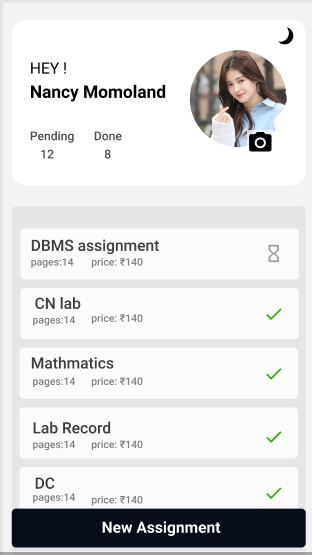 HEY !
Nancy Momoland
Pending Done
12 8
DBMS assignment
pages:14 price: ₹140
CN lab
pages:14 price: ₹140
Mathmatics
pages:14 price: ₹140
Lab Record
pages:14 price: ₹140
DC
pages:14 price: ₹140
New Assignment